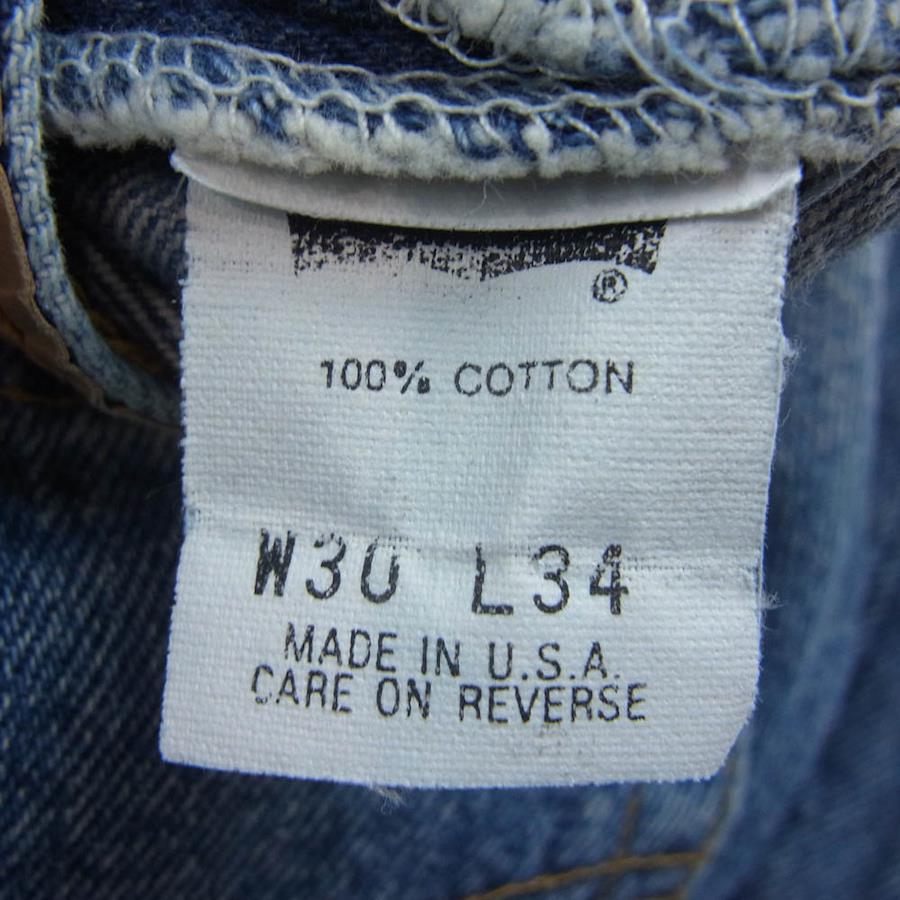 ®
100% COTTON
W30 L34
MADE IN U.S.A.
CARE ON REVERSE